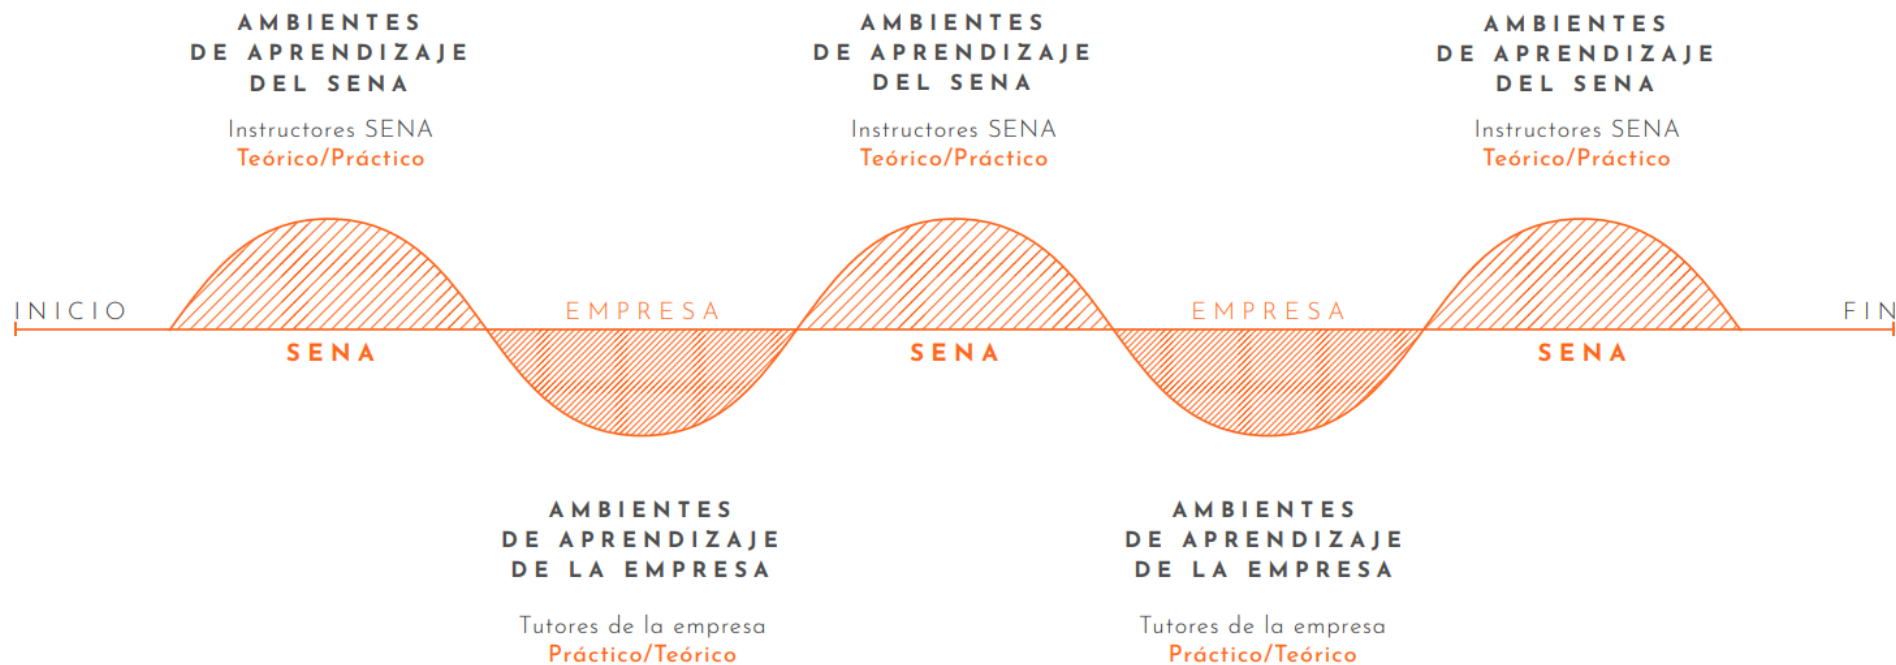 AMBIENTES
DE APRENDIZAJE
DEL SENA
Instructores SENA
Teórico/Práctico
AMBIENTES
DE APRENDIZAJE
DEL SENA
Instructores SENA
Teórico/Práctico
AMBIENTES
DE APRENDIZAJE
DEL SENA
Instructores SENA
Teórico/Práctico
INICIO
EMPRESA
EMPRESA
FIN
SENA
SENA
SENA
AMBIENTES
DE APRENDIZAJE
DE LA EMPRESA
Tutores de la empresa
Práctico/Teórico
AMBIENTES
DE APRENDIZAJE
DE LA EMPRESA
Tutores de la empresa
Práctico/Teórico